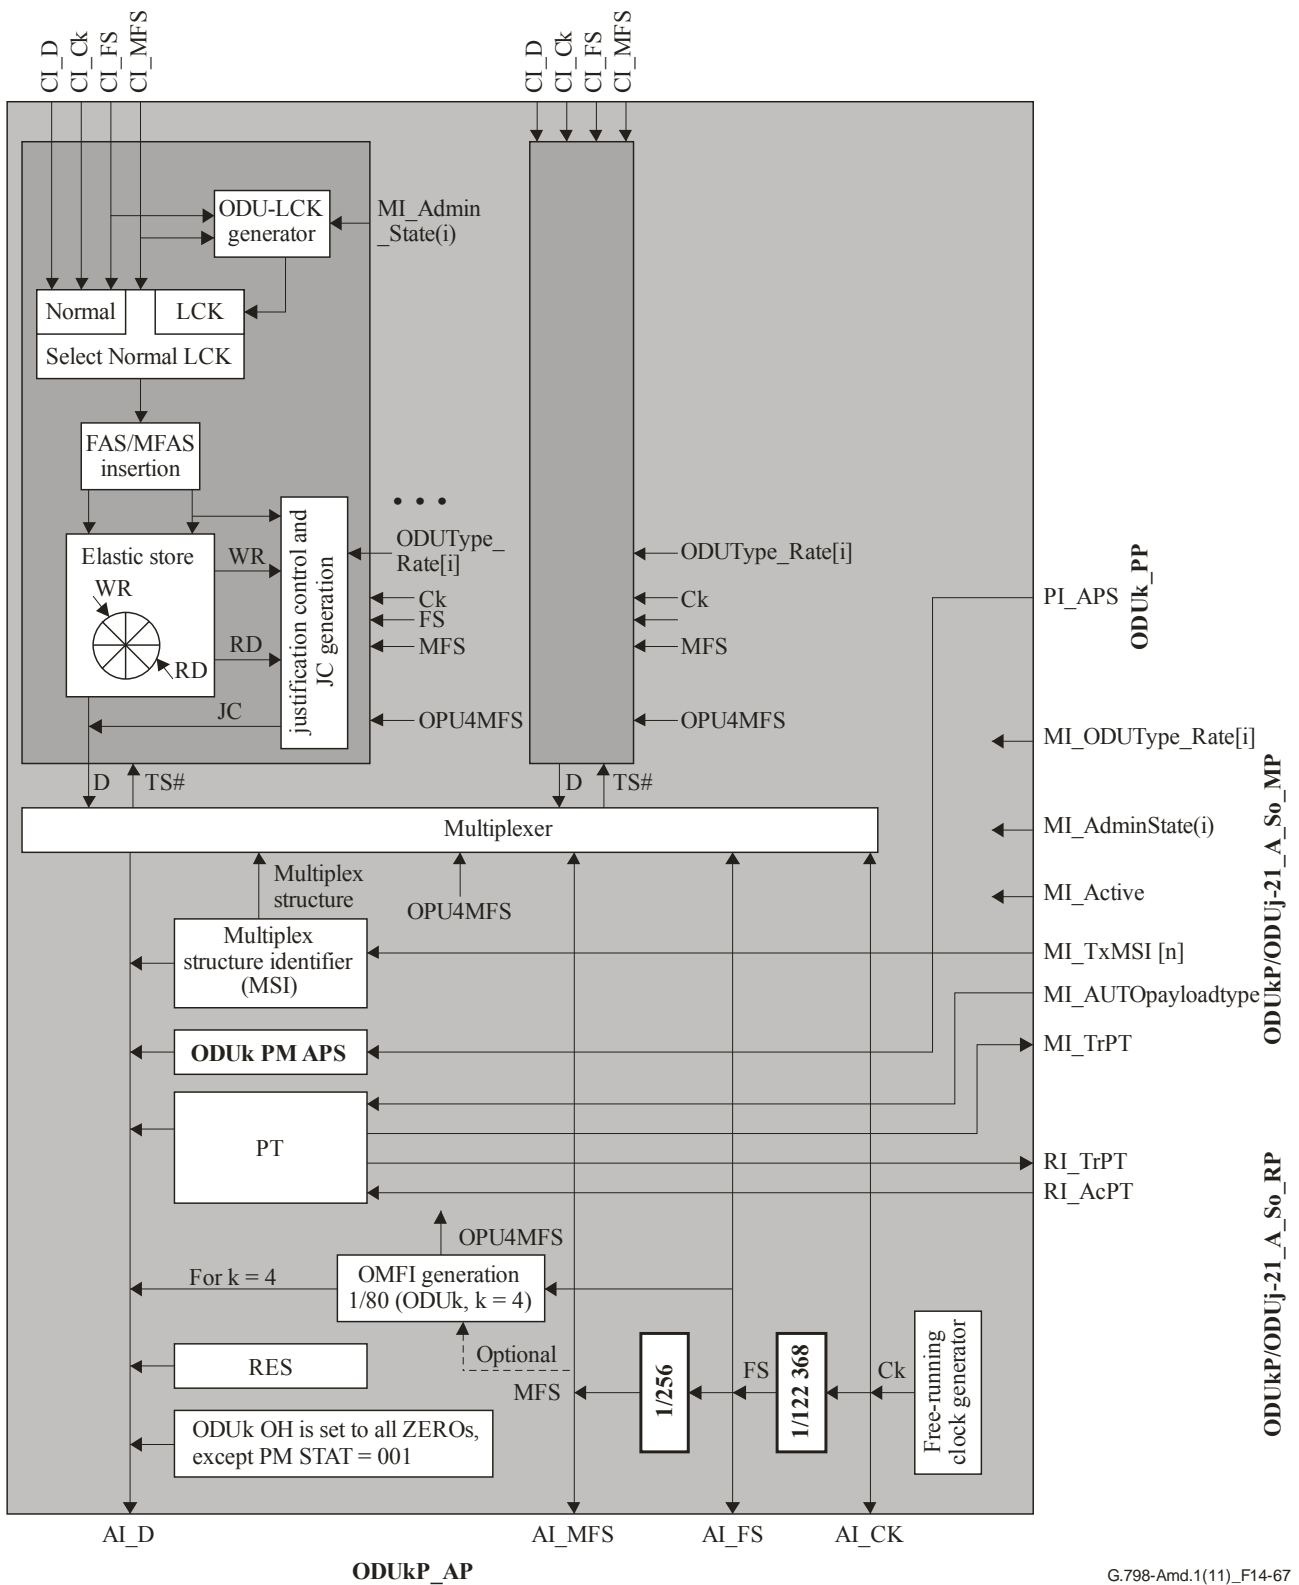 CI_D
CI_Ck
CI_FS
CI_MFS
CI_D
CI_Ck
CI_FS
CI_MFS
ODU-LCK
generator
MI_Admin
_State(i)
Normal
LCK
Select Normal LCK
FAS/MFAS
insertion
• • •
Elastic store
WR
RD
WR
RD
JC
justification control and
JC generation
ODUType_
Rate[i]
Ck
FS
MFS
OPU4MFS
ODUType_Rate[i]
Ck
MFS
OPU4MFS
PI_APS
ODUk_PP
D
TS#
D
TS#
MI_ODUType_Rate[i]
MI_AdminState(i)
MI_Active
MI_TxMSI [n]
MI_AUTOpayloadtype
MI_TrPT
ODUkP/ODUj-21_A_So_MP
Multiplexer
Multiplex
structure
OPU4MFS
Multiplex
structure identifier
(MSI)
ODUk PM APS
PT
RI_TrPT
RI_AcPT
ODUkP/ODUj-21_A_So_RP
OPU4MFS
For k = 4
OMFI generation
1/80 (ODUk, k = 4)
Optional
RES
MFS
1/256
FS
1/122 368
Ck
Free-running
clock generator
ODUk OH is set to all ZEROs,
except PM STAT = 001
AI_D
AI_MFS
AI_FS
AI_CK
ODUkP_AP
G.798-Amd.1(11)_F14-67